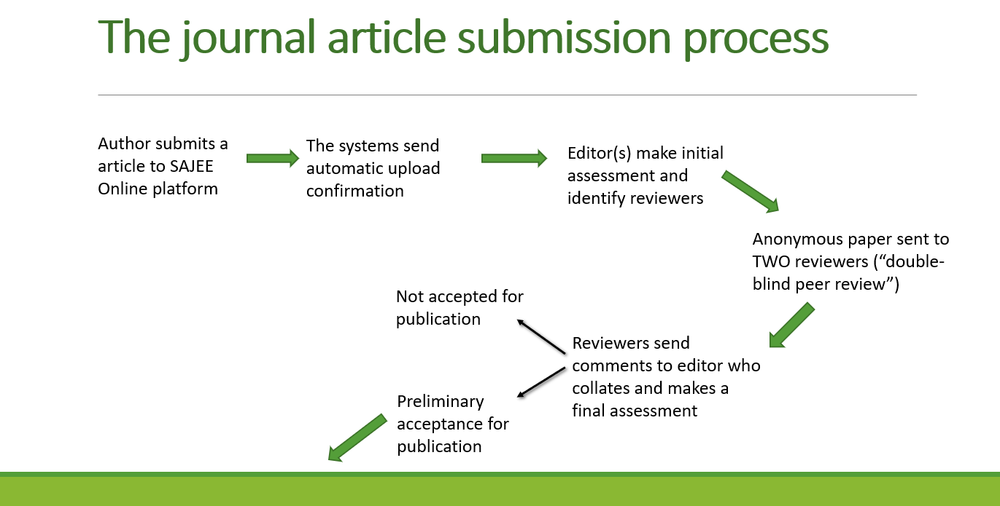 The journal article submission process
Author submits a
article to SAJEE
Online platform
The systems send
automatic upload
confirmation
Editor(s) make initial
assessment and
identify reviewers
Anonymous paper sent to
TWO reviewers (“double-
blind peer review”)
Reviewers send
comments to editor who
collates and makes a
final assessment
Not accepted for
publication
Preliminary
acceptance for
publication